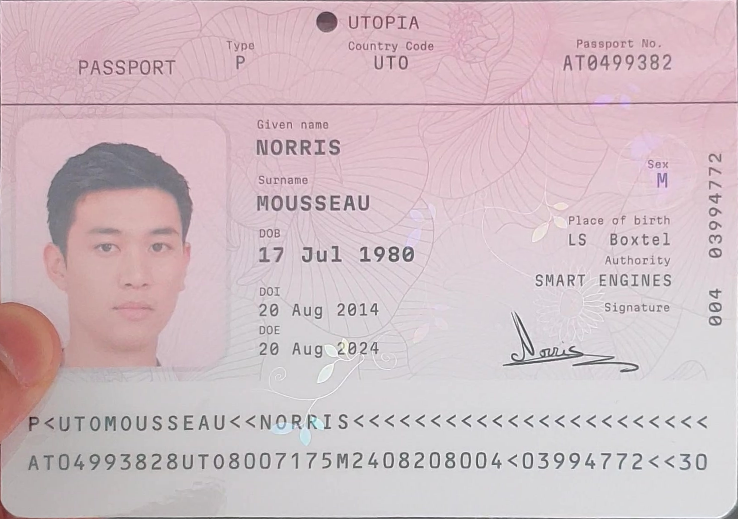 UTOPIA
PASSPORT
Type
P
Country Code
UTO
Passport No.
AT0499382
Given name
NORRIS
Surname
MOUSSEAU
DOB
17 Jul 1980
DOI
20 Aug 2014
DOE
20 Aug 2024
Sex
M
Place of birth
LS Boxtel
Authority
SMART ENGINES
Signature
Norris
004 03994772
P<UTOMOUSSEAU<<NORRIS<<<<<<<<<<<<<<<<<<<<<<<
AT04993828UTO8007175M2408208004<03994772<<30